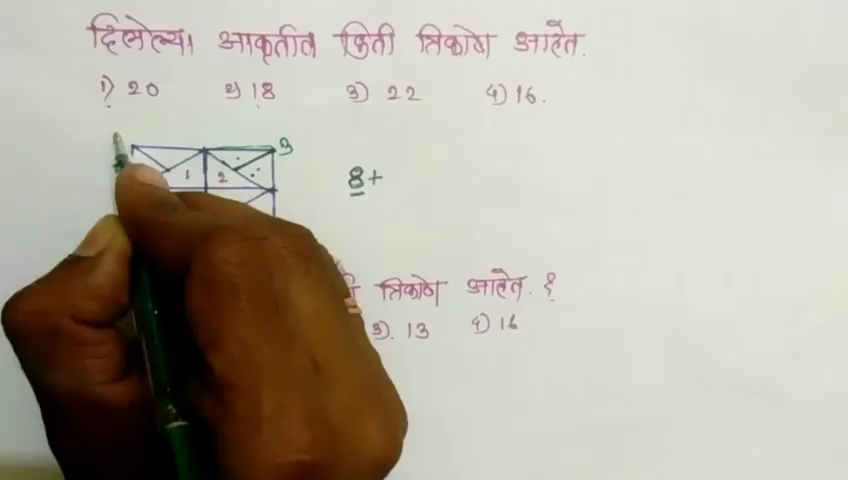 दिलेल्या आकृतीत किती त्रिकोण आहेत.
1) 20 2) 18 3) 22 4) 16.
3
1 2 8+
त्रिकोण आहेत. ?
3). 13 4) 16